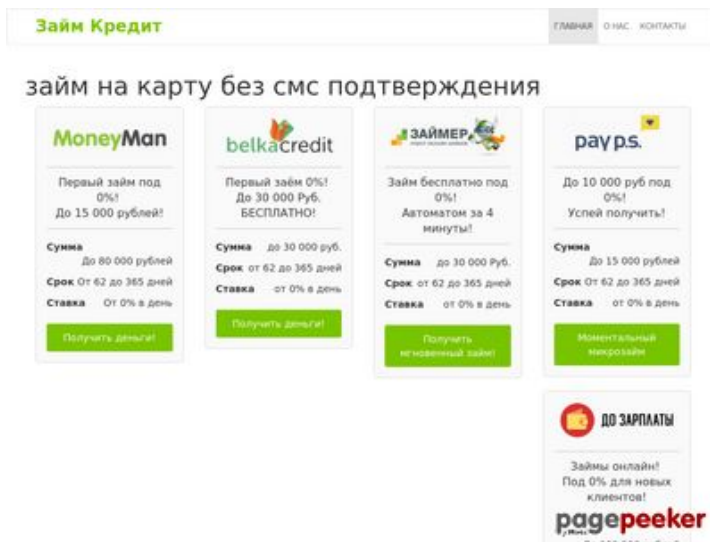 Займ Кредит
ГЛАВНАЯ О НАС. КОНТАКТЫ
займ на карту без смс подтверждения
MoneyMan
Первый займ под
0%!
До 15 000 рублей!
Сумма
До 80 000 рублей
Срок От 62 до 365 дней
Ставка От 0% в день
Получить деньги!
belkacredit
Первый заём 0%!
До 30 000 Руб.
БЕСПЛАТНО!
Сумма до 30 000 руб.
Срок от 62 до 365 дней
Ставка от 0% в день
Получить деньги!
ЗАЙМЕР
Займ бесплатно под
0%!
Автоматом за 4
минуты!
Сумма до 30 000 Руб.
Срок от 62 до 365 дней
Ставка от 0% в день
Получить
мгновенный займ!
pay p.s.
До 10 000 руб под
0%!
Успей получить!
Сумма
До 15 000 рублей
Срок От 62 до 365 дней
Ставка от 0% в день
Моментальный
микрозайм
ДО ЗАРПЛАТЫ
Займы онлайн!
Под 0% для новых
клиентов!
pagepeeker